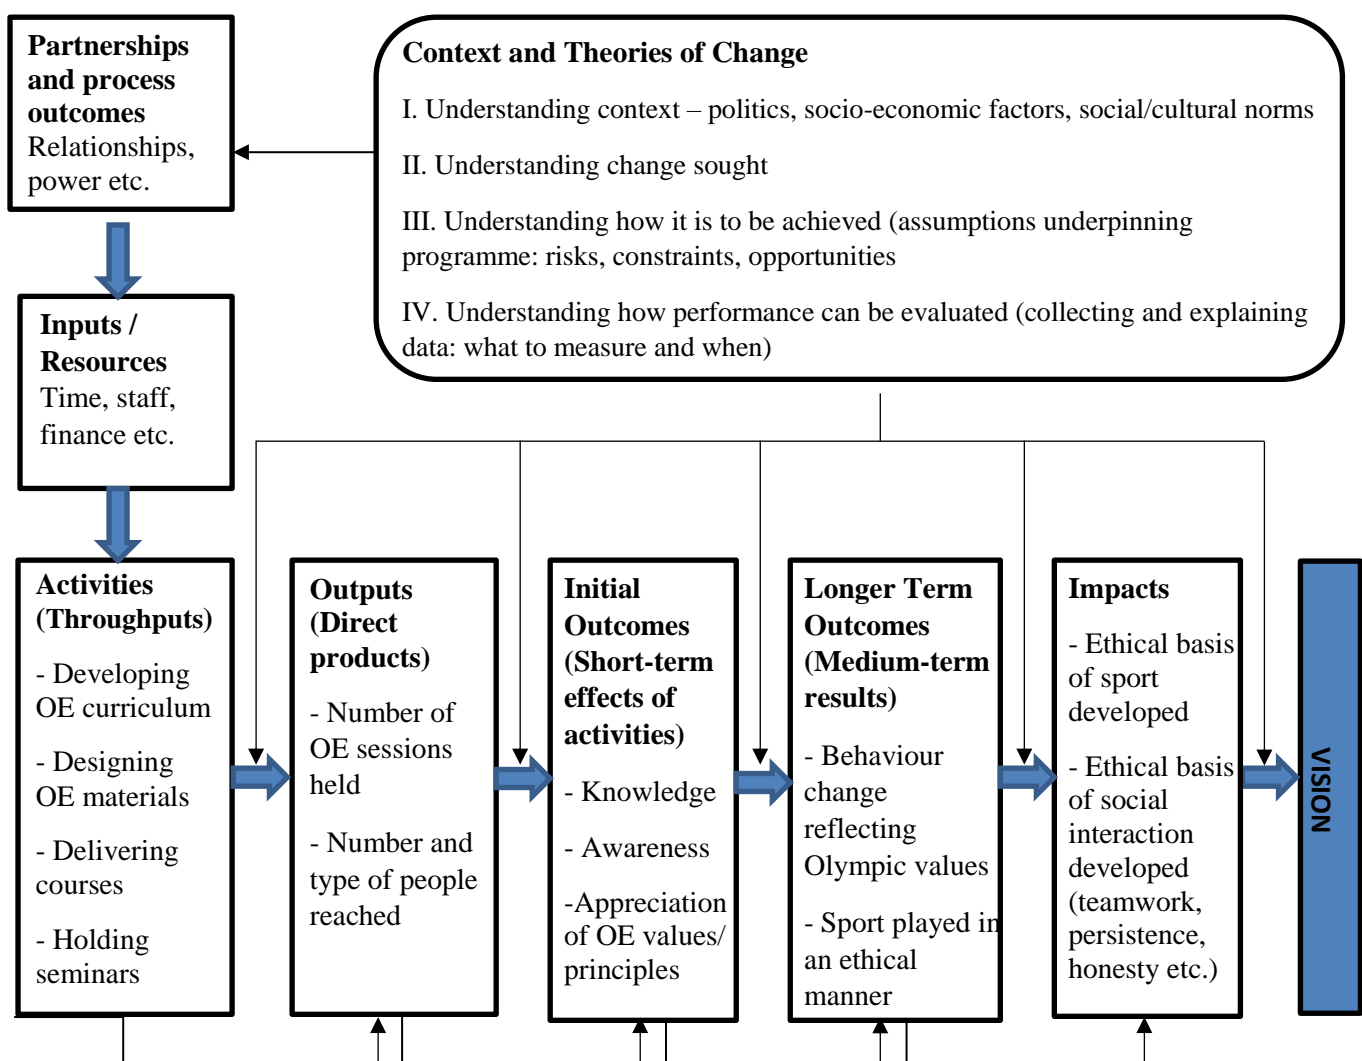 Partnerships
and process
outcomes
Relationships,
power etc.
Context and Theories of Change
I. Understanding context – politics, socio-economic factors, social/cultural norms
II. Understanding change sought
III. Understanding how it is to be achieved (assumptions underpinning
programme: risks, constraints, opportunities
IV. Understanding how performance can be evaluated (collecting and explaining
data: what to measure and when)
Inputs /
Resources
Time, staff,
finance etc.
Activities
(Throughputs)
- Developing
OE curriculum
- Designing
OE materials
- Delivering
courses
- Holding
seminars
Outputs
(Direct
products)
- Number of
OE sessions
held
- Number and
type of people
reached
Initial
Outcomes
(Short-term
effects of
activities)
- Knowledge
- Awareness
-Appreciation
of OE values/
principles
Longer Term
Outcomes
(Medium-term
results)
- Behaviour
change
reflecting
Olympic values
- Sport played in
an ethical
manner
Impacts
- Ethical basis
of sport
developed
- Ethical basis
of social
interaction
developed
(teamwork,
persistence,
honesty etc.)
VISION